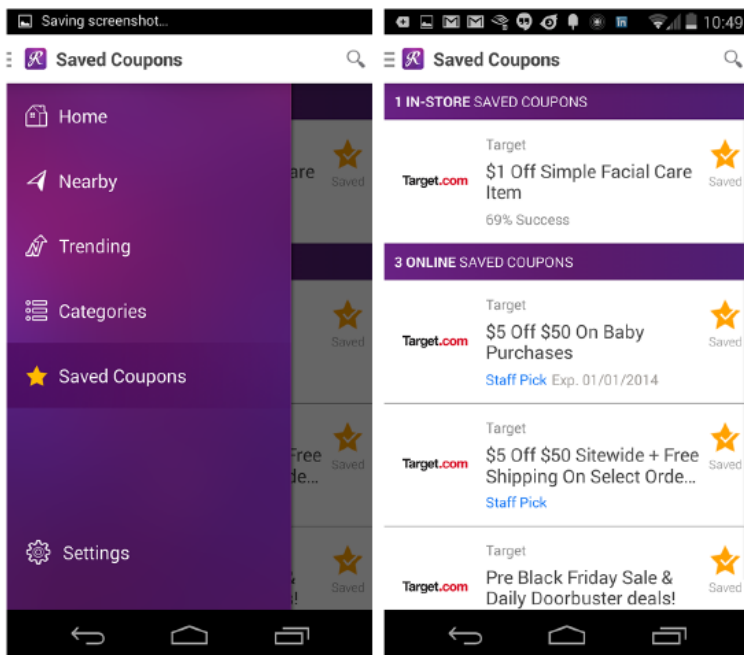 Saving screenshot...
Saved Coupons
Home
Nearby
Trending
Categories
Saved Coupons
Settings
are
Saved
Saved
Free
de...
Saved
&
s!
Saved
10:49
Saved Coupons
1 IN-STORE SAVED COUPONS
Target
Target.com
$1 Off Simple Facial Care
Item
69% Success
Saved
3 ONLINE SAVED COUPONS
Target
Target.com
$5 Off $50 On Baby
Purchases
Staff Pick Exp. 01/01/2014
Saved
Target
Target.com
$5 Off $50 Sitewide + Free
Shipping On Select Orde...
Staff Pick
Saved
Target
Target.com
Pre Black Friday Sale &
Daily Doorbuster deals!
Saved